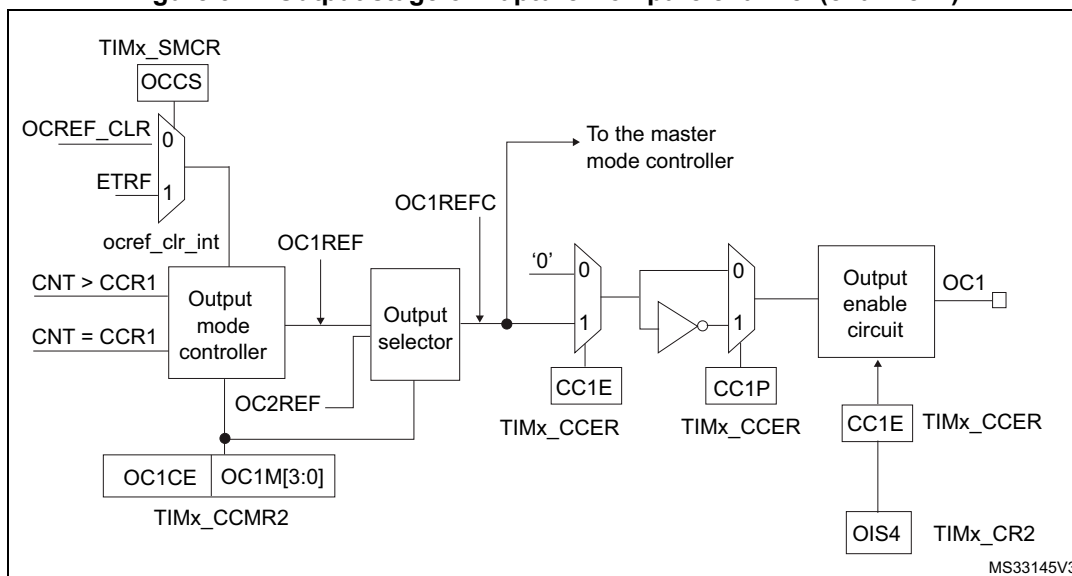 TIMx_SMCR
OCCS
OCREF_CLR
0
ETRF
1
ocref_clr_int
To the master
mode controller
OC1REFC
OC1REF
CNT > CCR1
CNT = CCR1
Output
mode
controller
Output
selector
OC2REF
‘0’
0
1
0
1
Output
enable
circuit
OC1
CC1E
TIMx_CCER
CC1P
TIMx_CCER
CC1E
TIMx_CCER
OC1CE
OC1M[3:0]
TIMx_CCMR2
OIS4
TIMx_CR2
MS33145V3